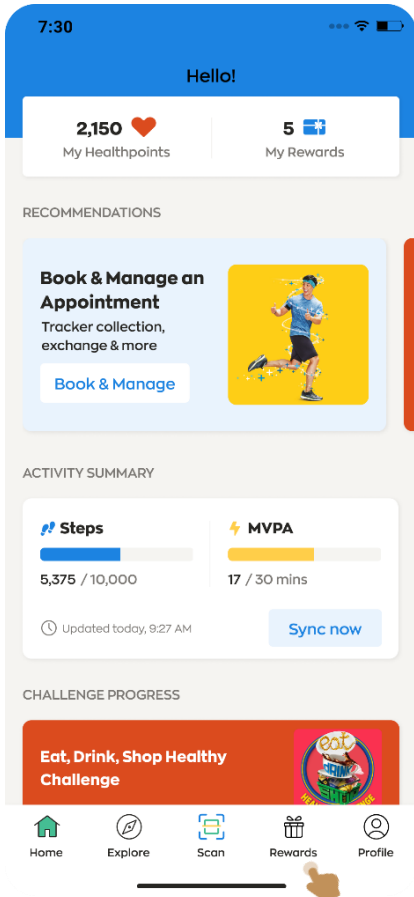 7:30
Hello!
2,150
5
My Healthpoints
My Rewards
RECOMMENDATIONS
Book & Manage an
Appointment
Tracker collection,
exchange & more
Book & Manage
ACTIVITY SUMMARY
Steps
MVPA
5,375 / 10,000
17 / 30 mins
Updated today, 9:27 AM
Sync now
CHALLENGE PROGRESS
Eat, Drink, Shop Healthy
Challenge
eat
DRINK
Home
Explore
Scan
Rewards
Profile